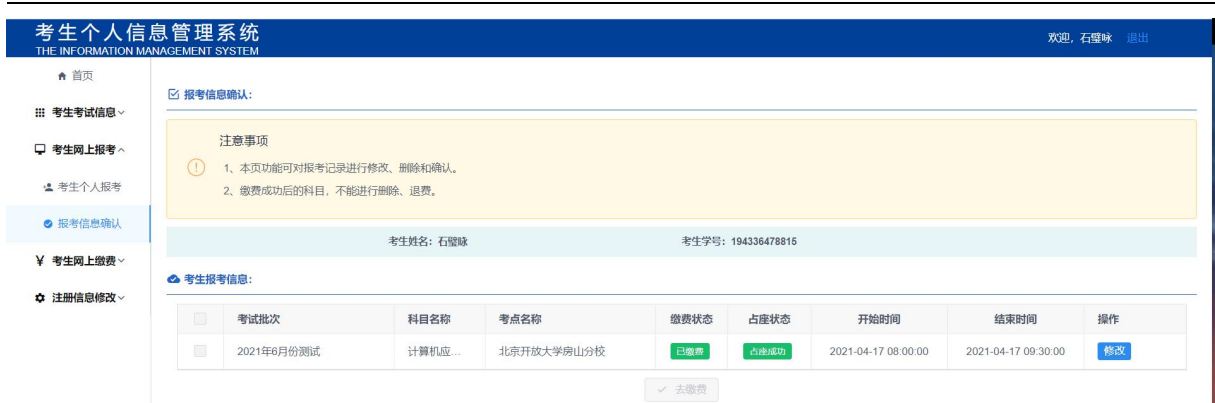 考生个人信息管理系统
THE INFORMATION MANAGEMENT SYSTEM
欢迎, 石璧咏 退出
首页
考生考试信息
考生网上报考
考生个人报考
报考信息确认
¥ 考生网上缴费
注册信息修改
报考信息确认:
注意事项
1、本页功能可对报考记录进行修改、删除和确认。
2、缴费成功后的科目, 不能进行删除、退费。
考生姓名: 石璧咏 考生学号: 194336478815
考生报考信息:
考试批次 科目名称 考点名称 缴费状态 占座状态 开始时间 结束时间 操作
2021年6月份测试 计算机应... 北京开放大学房山分校 已缴费 占座成功 2021-04-17 08:00:00 2021-04-17 09:30:00 修改
去缴费